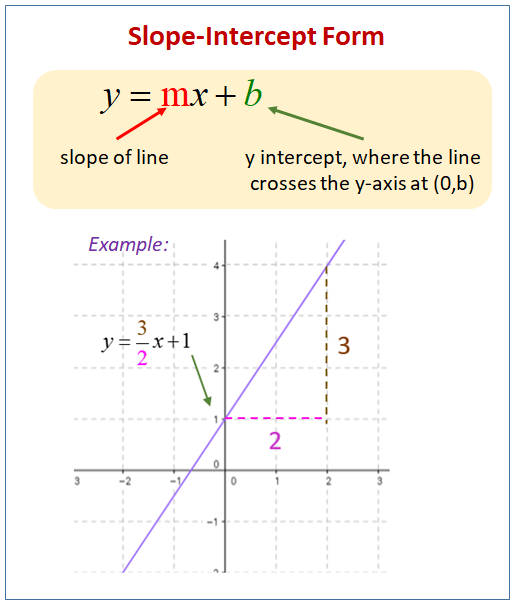 Slope-Intercept Form
y = mx + b
slope of line
y intercept, where the line
crosses the y-axis at (0,b)
Example:
y = 3/2 x+1
4
3
2
1
0
-1
-2
3
2
3
-2
-1
0
1
2
3